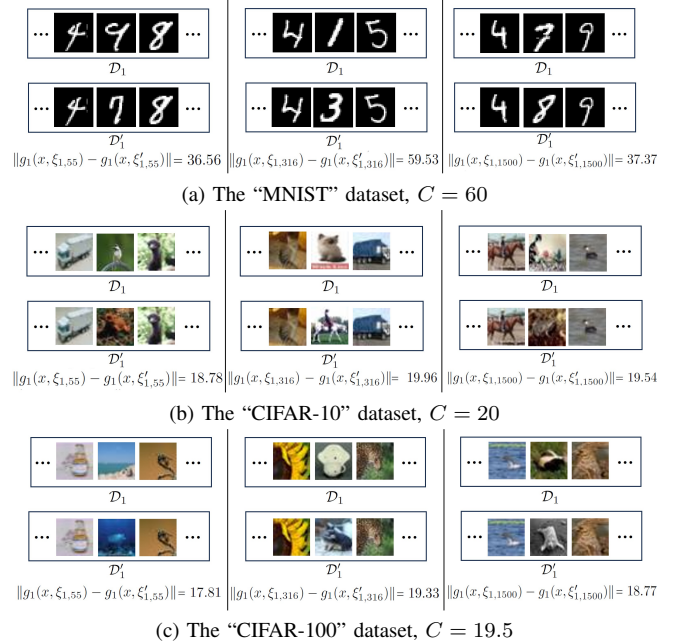 ... 4 9 8 ... ... 4 1 5 ... ... 4 7 9 ...
𝒟₁ 𝒟₁ 𝒟₁
... 4 7 8 ... ... 4 3 5 ... ... 4 8 9 ...
𝒟′₁ 𝒟′₁ 𝒟′₁
‖g₁(x, ξ₁,₅₅) − g₁(x, ξ′₁,₅₅)‖= 36.56 ‖g₁(x, ξ₁,₃₁₆) − g₁(x, ξ′₁,₃₁₆)‖= 59.53 ‖g₁(x, ξ₁,₁₅₀₀) − g₁(x, ξ′₁,₁₅₀₀)‖= 37.37
(a) The “MNIST” dataset, C = 60
... ... ... ... ... ...
𝒟₁ 𝒟₁ 𝒟₁
... ... ... ... ... ...
𝒟′₁ 𝒟′₁ 𝒟′₁
‖g₁(x, ξ₁,₅₅) − g₁(x, ξ′₁,₅₅)‖= 18.78 ‖g₁(x, ξ₁,₃₁₆) − g₁(x, ξ′₁,₃₁₆)‖= 19.96 ‖g₁(x, ξ₁,₁₅₀₀) − g₁(x, ξ′₁,₁₅₀₀)‖= 19.54
(b) The “CIFAR-10” dataset, C = 20
... ... ... ... ... ...
𝒟₁ 𝒟₁ 𝒟₁
... ... ... ... ... ...
𝒟′₁ 𝒟′₁ 𝒟′₁
‖g₁(x, ξ₁,₅₅) − g₁(x, ξ′₁,₅₅)‖= 17.81 ‖g₁(x, ξ₁,₃₁₆) − g₁(x, ξ′₁,₃₁₆)‖= 19.33 ‖g₁(x, ξ₁,₁₅₀₀) − g₁(x, ξ′₁,₁₅₀₀)‖= 18.77
(c) The “CIFAR-100” dataset, C = 19.5